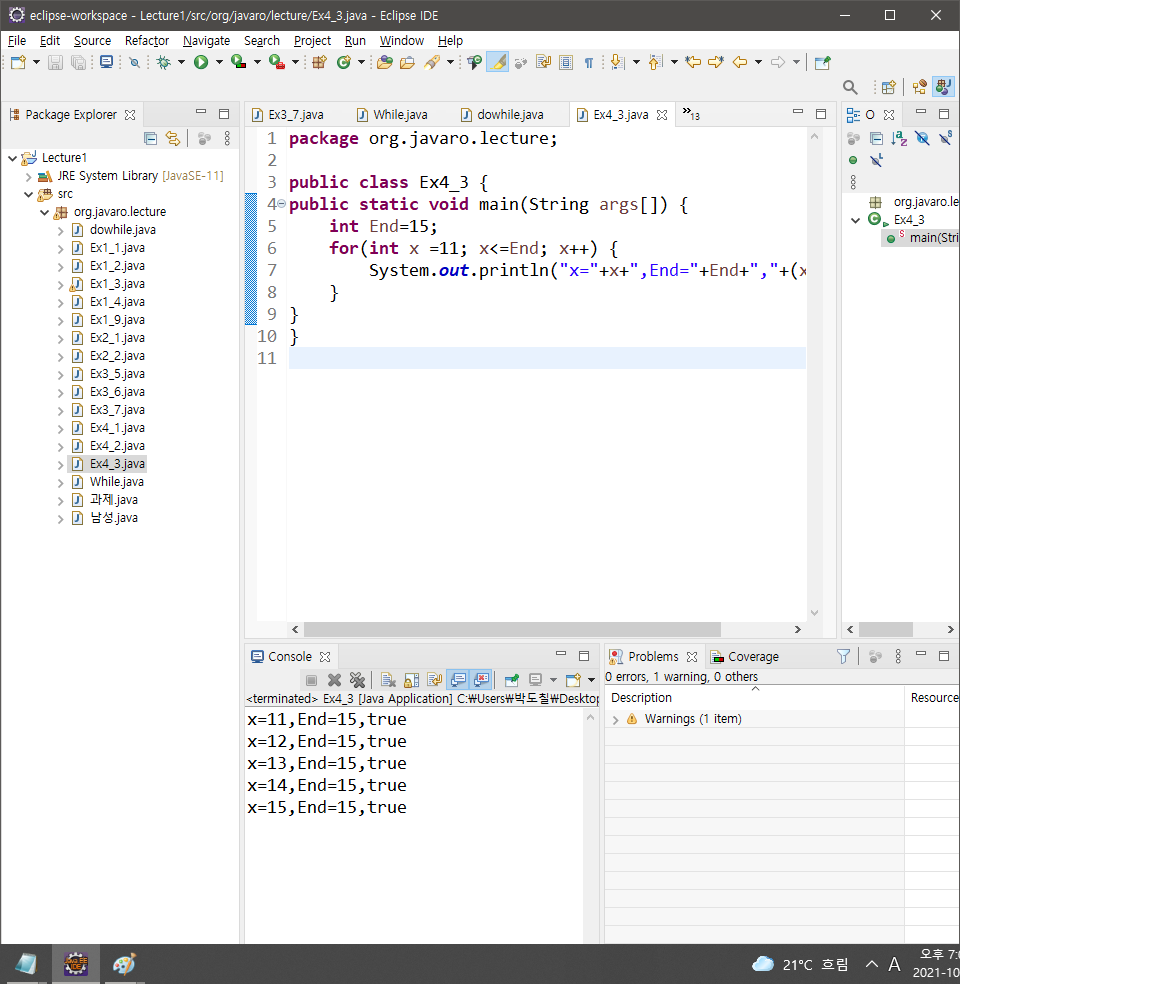 eclipse-workspace - Lecture1/src/org/javaro/lecture/Ex4_3.java - Eclipse IDE
File Edit Source Refactor Navigate Search Project Run Window Help
Package Explorer
Lecture1
JRE System Library [JavaSE-11]
src
org.javaro.lecture
dowhile.java
Ex1_1.java
Ex1_2.java
Ex1_3.java
Ex1_4.java
Ex1_9.java
Ex2_1.java
Ex2_2.java
Ex3_5.java
Ex3_6.java
Ex3_7.java
Ex4_1.java
Ex4_2.java
Ex4_3.java
While.java
과제.java
남성.java
Ex3_7.java While.java dowhile.java Ex4_3.java »13
1 package org.javaro.lecture;
2
3 public class Ex4_3 {
4 public static void main(String args[]) {
5 int End=15;
6 for(int x =11; x<=End; x++) {
7 System.out.println("x="+x+",End="+End+","+(x
8 }
9 }
10 }
11
O
org.javaro.le
Ex4_3
main(Stri
Console
<terminated> Ex4_3 [Java Application] C:₩Users₩박도칠₩Desktop
x=11,End=15,true
x=12,End=15,true
x=13,End=15,true
x=14,End=15,true
x=15,End=15,true
Problems Coverage
0 errors, 1 warning, 0 others
Description Resource
Warnings (1 item)
21°C 흐림 A
오후 7:0
2021-10